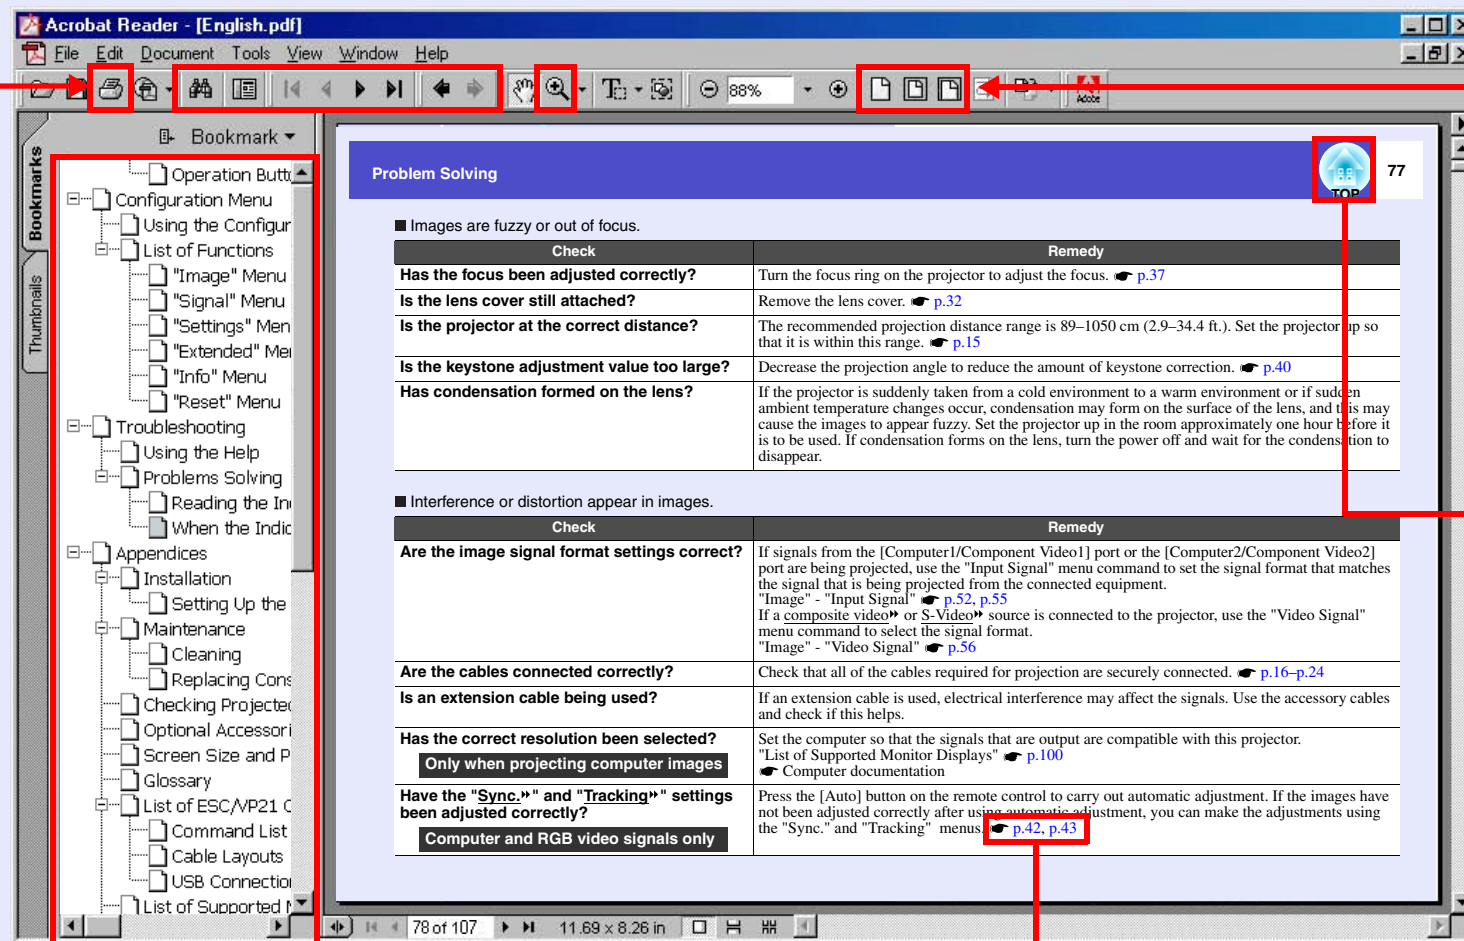 Acrobat Reader - [English.pdf]
File Edit Document Tools View Window Help
88%
Adobe
Bookmark
Bookmarks
Thumbnails
Operation Butt
Configuration Menu
Using the Configur
List of Functions
"Image" Menu
"Signal" Menu
"Settings" Men
"Extended" Me
"Info" Menu
"Reset" Menu
Troubleshooting
Using the Help
Problems Solving
Reading the In
When the Indic
Appendices
Installation
Setting Up the
Maintenance
Cleaning
Replacing Cons
Checking Projected
Optional Accessori
Screen Size and P
Glossary
List of ESC/VP21 C
Command List
Cable Layouts
USB Connection
List of Supported M
Problem Solving
TOP
77
■ Images are fuzzy or out of focus.
Check Remedy
Has the focus been adjusted correctly? Turn the focus ring on the projector to adjust the focus. ☛ p.37
Is the lens cover still attached? Remove the lens cover. ☛ p.32
Is the projector at the correct distance? The recommended projection distance range is 89–1050 cm (2.9–34.4 ft.). Set the projector up so
that it is within this range. ☛ p.15
Is the keystone adjustment value too large? Decrease the projection angle to reduce the amount of keystone correction. ☛ p.40
Has condensation formed on the lens? If the projector is suddenly taken from a cold environment to a warm environment or if sudden
ambient temperature changes occur, condensation may form on the surface of the lens, and this may
cause the images to appear fuzzy. Set the projector up in the room approximately one hour before it
is to be used. If condensation forms on the lens, turn the power off and wait for the condensation to
disappear.
■ Interference or distortion appear in images.
Check Remedy
Are the image signal format settings correct? If signals from the [Computer1/Component Video1] port or the [Computer2/Component Video2]
port are being projected, use the "Input Signal" menu command to set the signal format that matches
the signal that is being projected from the connected equipment.
"Image" - "Input Signal" ☛ p.52, p.55
If a composite video or S-Video source is connected to the projector, use the "Video Signal"
menu command to select the signal format.
"Image" - "Video Signal" ☛ p.56
Are the cables connected correctly? Check that all of the cables required for projection are securely connected. ☛ p.16–p.24
Is an extension cable being used? If an extension cable is used, electrical interference may affect the signals. Use the accessory cables
and check if this helps.
Has the correct resolution been selected? Set the computer so that the signals that are output are compatible with this projector.
Only when projecting computer images "List of Supported Monitor Displays" ☛ p.100
☛ Computer documentation
Have the "Sync." and "Tracking" settings Press the [Auto] button on the remote control to carry out automatic adjustment. If the images have
been adjusted correctly? not been adjusted correctly after using automatic adjustment, you can make the adjustments using
Computer and RGB video signals only the "Sync." and "Tracking" menus. ☛ p.42, p.43
78 of 107 11.69 x 8.26 in